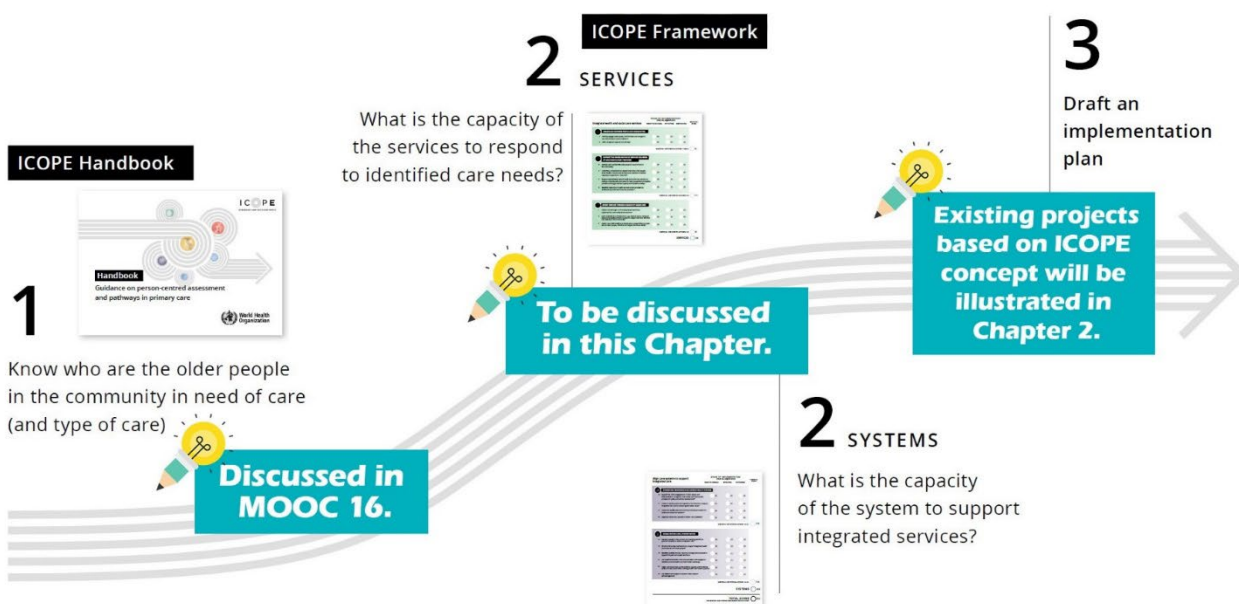 ICOPE Handbook
ICOPE
Handbook
Guidance on person-centred assessment
and pathways in primary care
World Health
Organization
1
Know who are the older people
in the community in need of care
(and type of care)
Discussed in
MOOC 16.
ICOPE Framework
2 SERVICES
What is the capacity of
the services to respond
to identified care needs?
To be discussed
in this Chapter.
2 SYSTEMS
What is the capacity
of the system to support
integrated services?
3
Draft an
implementation
plan
Existing projects
based on ICOPE
concept will be
illustrated in
Chapter 2.